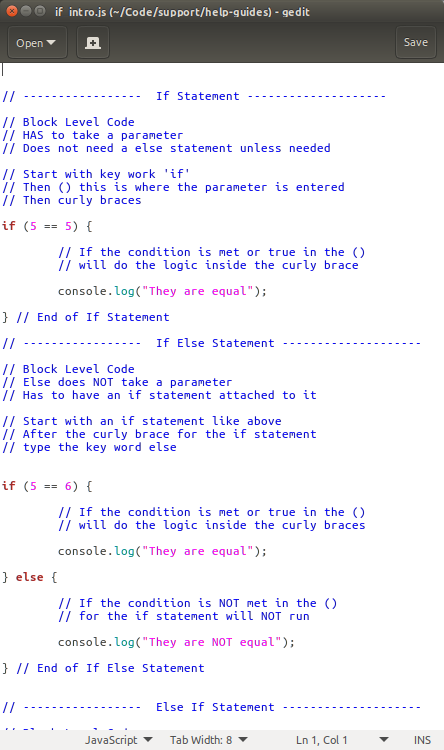 if intro.js (~/Code/support/help-guides) - gedit
Open
Save
// -----------------  If Statement --------------------
// Block Level Code
// HAS to take a parameter
// Does not need a else statement unless needed
// Start with key work 'if'
// Then () this is where the parameter is entered
// Then curly braces
if (5 == 5) {
// If the condition is met or true in the ()
// will do the logic inside the curly brace
console.log("They are equal");
} // End of If Statement
// -----------------  If Else Statement --------------------
// Block Level Code
// Else does NOT take a parameter
// Has to have an if statement attached to it
// Start with an if statement like above
// After the curly brace for the if statement
// type the key word else
if (5 == 6) {
// If the condition is met or true in the ()
// will do the logic inside the curly braces
console.log("They are equal");
} else {
// If the condition is NOT met in the ()
// for the if statement will NOT run
console.log("They are NOT equal");
} // End of If Else Statement
// -----------------  Else If Statement --------------------
JavaScript Tab Width: 8 Ln 1, Col 1 INS